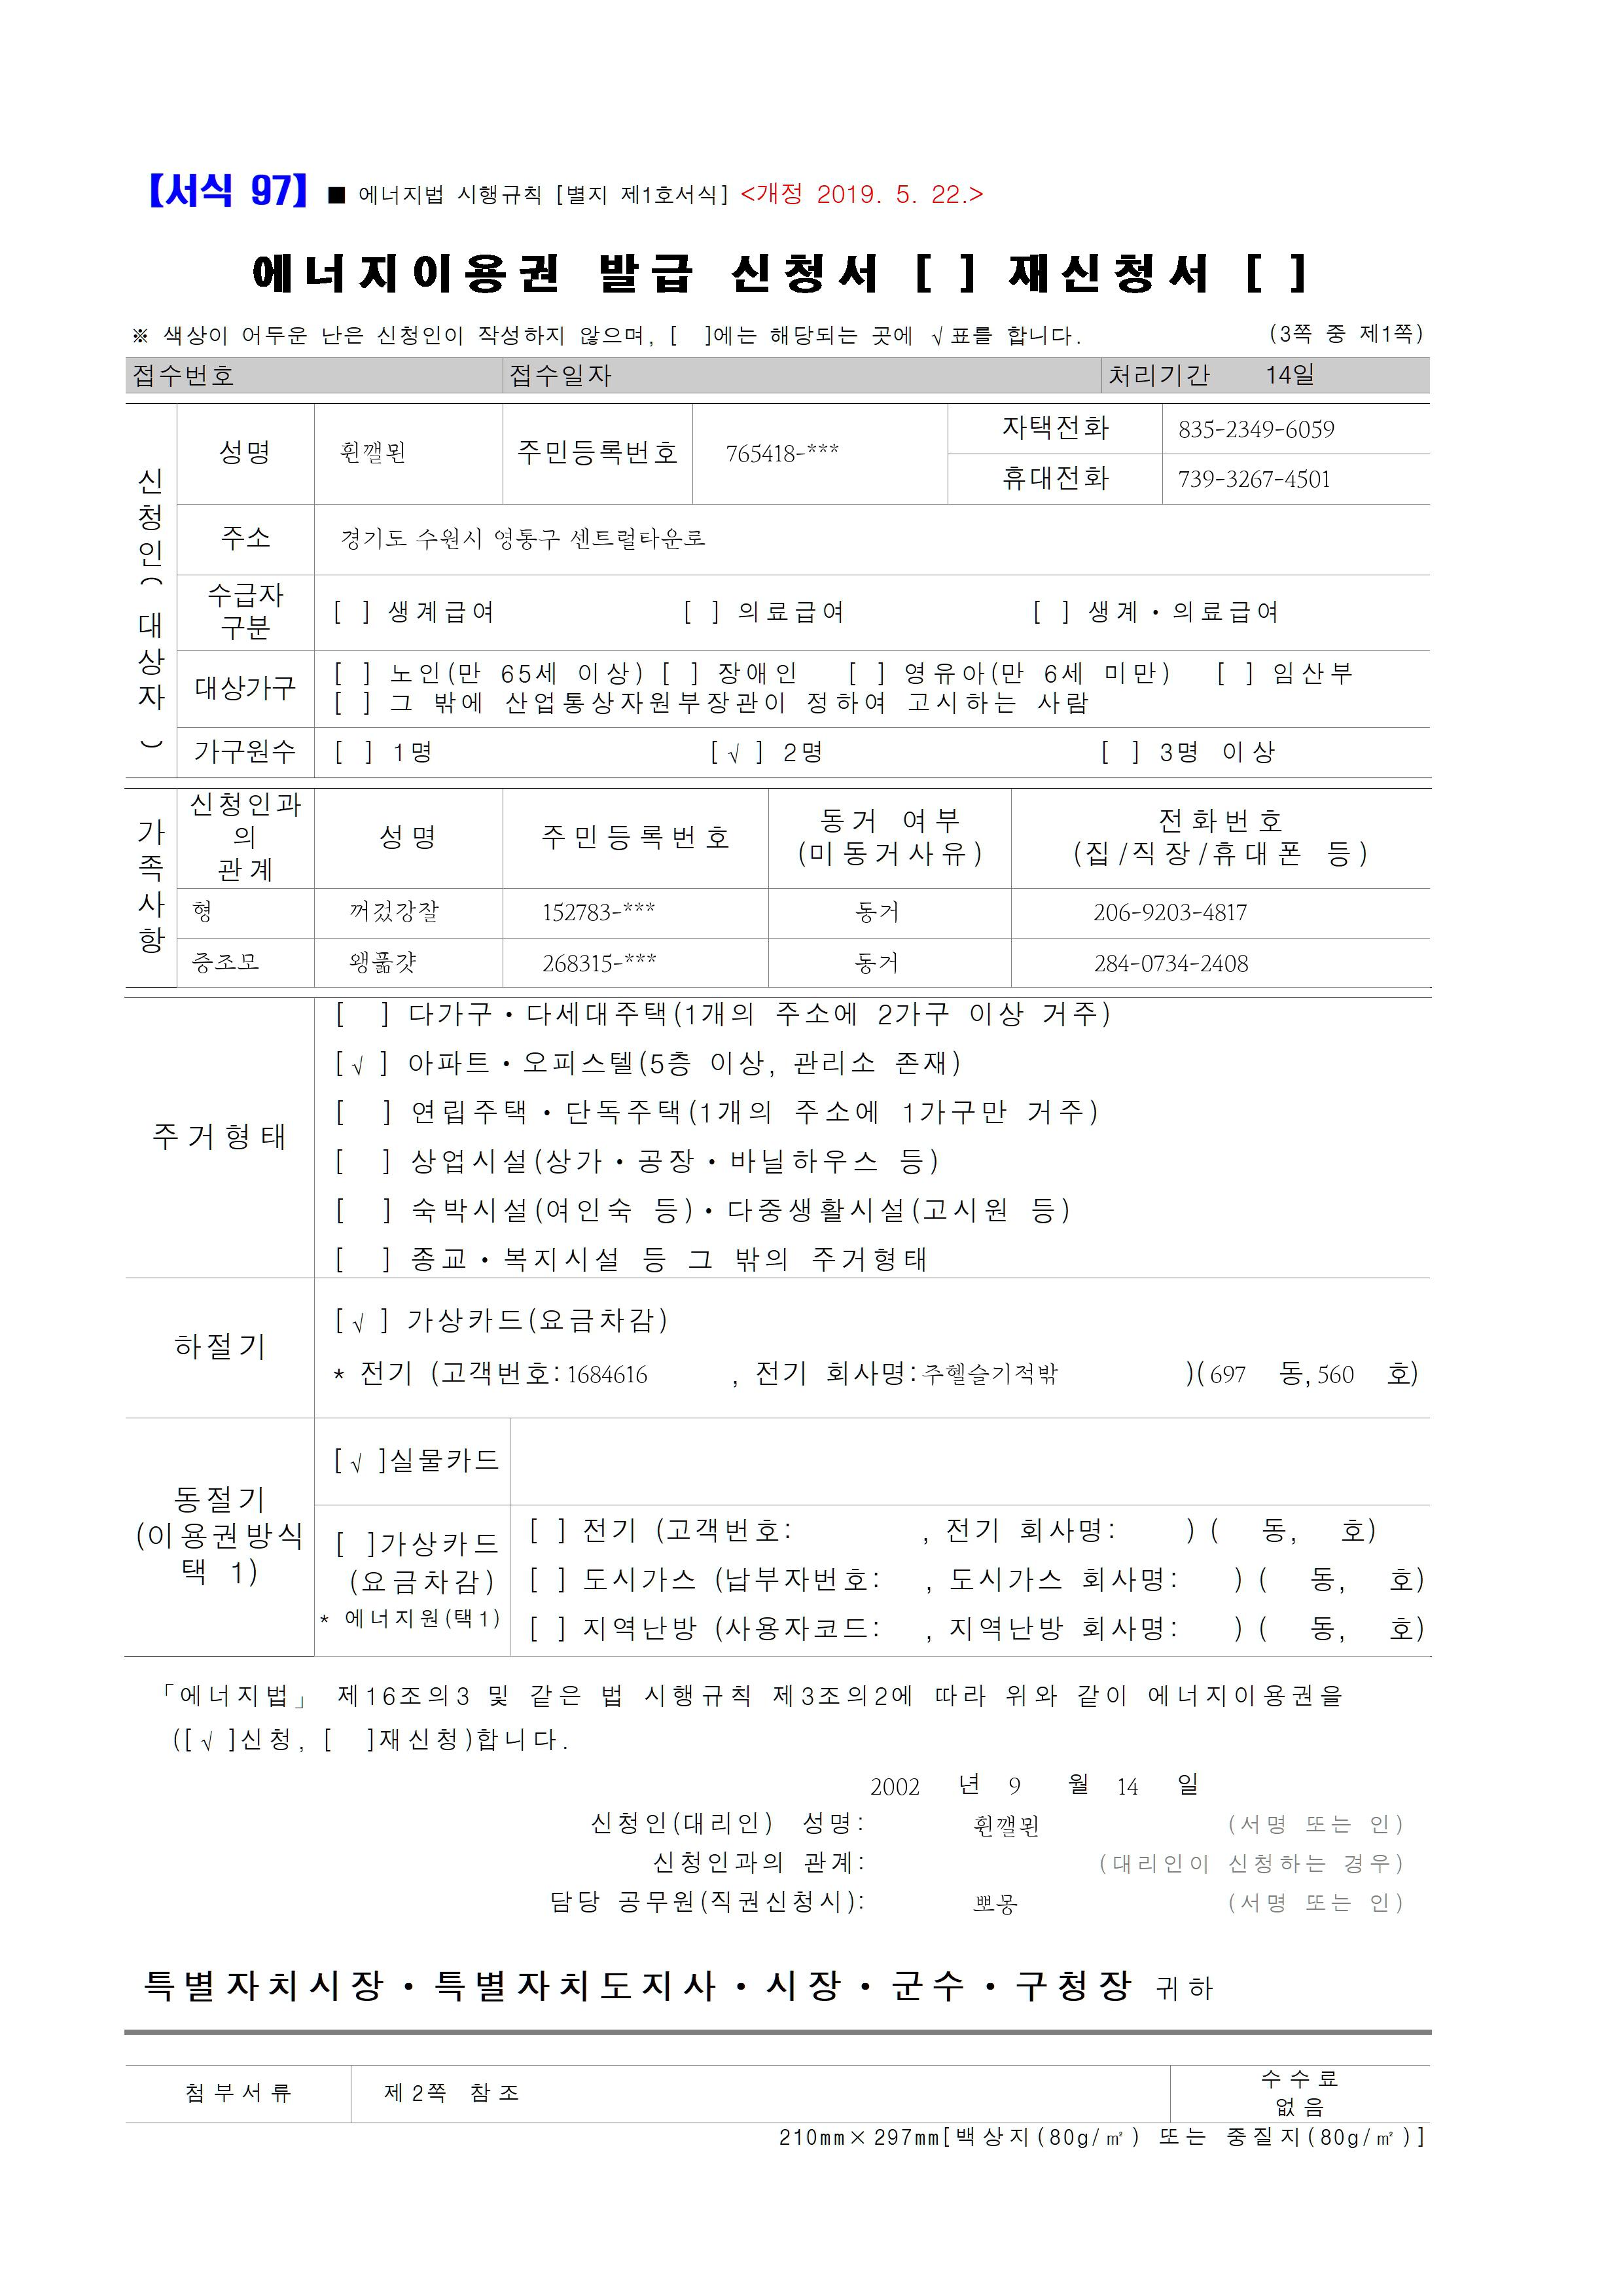 【서식 97】 ■ 에너지법 시행규칙 [별지 제1호서식] <개정 2019. 5. 22.>
에너지이용권 발급 신청서 [ ] 재신청서 [ ]
※ 색상이 어두운 난은 신청인이 작성하지 않으며, [ ]에는 해당되는 곳에 √표를 합니다. (3쪽 중 제1쪽)
접수번호 접수일자 처리기간 14일
신청인(대상자)
성명 횐깰묀 주민등록번호 765418-***
자택전화 835-2349-6059
휴대전화 739-3267-4501
주소 경기도 수원시 영통구 센트럴타운로
수급자 구분 [ ] 생계급여 [ ] 의료급여 [ ] 생계·의료급여
대상가구 [ ] 노인(만 65세 이상) [ ] 장애인 [ ] 영유아(만 6세 미만) [ ] 임산부
[ ] 그 밖에 산업통상자원부장관이 정하여 고시하는 사람
가구원수 [ ] 1명 [√] 2명 [ ] 3명 이상
가족사항
신청인과의 관계 성명 주민등록번호 동거 여부 (미동거사유) 전화번호 (집/직장/휴대폰 등)
형 꺼겄강잘 152783-*** 동거 206-9203-4817
증조모 왱풂걏 268315-*** 동거 284-0734-2408
주거형태
[ ] 다가구·다세대주택(1개의 주소에 2가구 이상 거주)
[√ ] 아파트·오피스텔(5층 이상, 관리소 존재)
[ ] 연립주택·단독주택(1개의 주소에 1가구만 거주)
[ ] 상업시설(상가·공장·바닐하우스 등)
[ ] 숙박시설(여인숙 등)·다중생활시설(고시원 등)
[ ] 종교·복지시설 등 그 밖의 주거형태
하절기
[√ ] 가상카드(요금차감)
* 전기 (고객번호: 1684616 , 전기 회사명: 주헬슬기적밖 )( 697 동, 560 호)
동절기
(이용권방식
택 1)
[√ ]실물카드
[ ]가상카드
(요금차감)
* 에너지원(택1)
[ ] 전기 (고객번호: , 전기 회사명: ) ( 동, 호)
[ ] 도시가스 (납부자번호: , 도시가스 회사명: ) ( 동, 호)
[ ] 지역난방 (사용자코드: , 지역난방 회사명: ) ( 동, 호)
「에너지법」 제16조의3 및 같은 법 시행규칙 제3조의2에 따라 위와 같이 에너지이용권을
([√ ]신청, [ ]재신청)합니다.
2002 년 9 월 14 일
신청인(대리인) 성명: 횐깰묀 (서명 또는 인)
신청인과의 관계: (대리인이 신청하는 경우)
담당 공무원(직권신청시): 뽀몽 (서명 또는 인)
특별자치시장·특별자치도지사·시장·군수·구청장 귀하
첨부서류 제2쪽 참조 수수료 없음
210mm×297mm[백상지(80g/㎡) 또는 중질지(80g/㎡)]